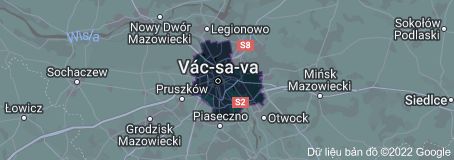 Nowy Dwór
Mazowiecki
Legionowo
Sokołów
Podlaski
Wisła
S8
Sochaczew
Vác-sa-va
Mińsk
Mazowiecki
Pruszków
S2
Siedlce
Łowicz
Grodzisk
Mazowiecki
Piaseczno
Otwock
Dữ liệu bản đồ ©2022 Google